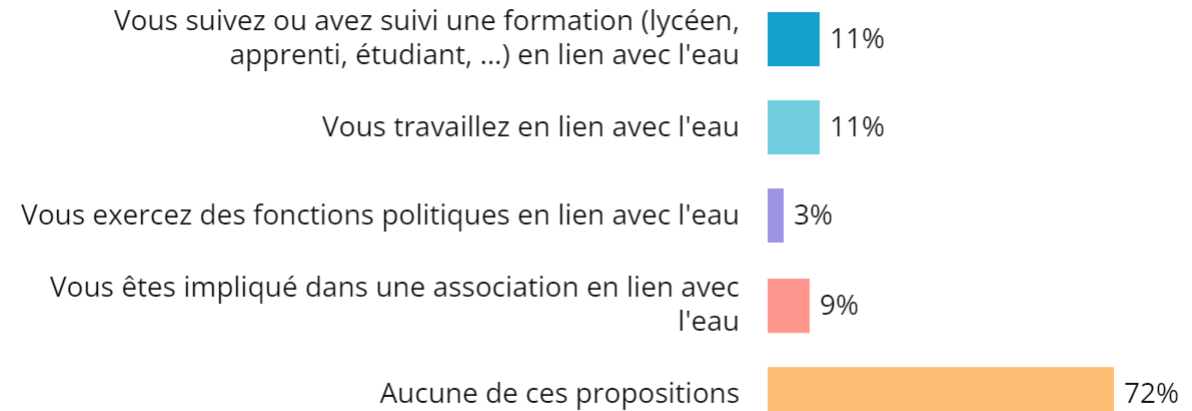 Vous suivez ou avez suivi une formation (lycéen,
apprenti, étudiant, ...) en lien avec l'eau
11%
Vous travaillez en lien avec l'eau
11%
Vous exercez des fonctions politiques en lien avec l'eau
3%
Vous êtes impliqué dans une association en lien avec
l'eau
9%
Aucune de ces propositions
72%